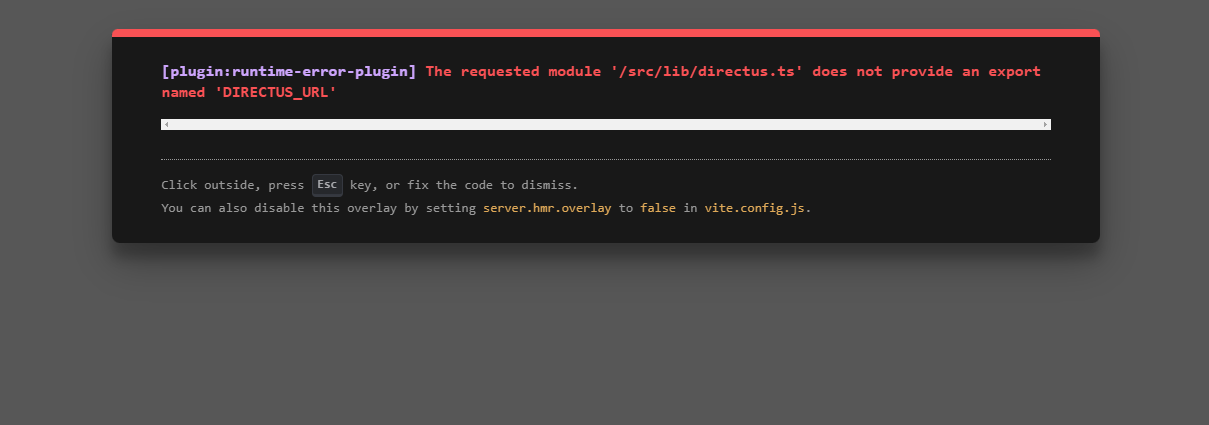 [plugin:runtime-error-plugin] The requested module '/src/lib/directus.ts' does not provide an export
named 'DIRECTUS_URL'
Click outside, press Esc key, or fix the code to dismiss.
You can also disable this overlay by setting server.hmr.overlay to false in vite.config.js.